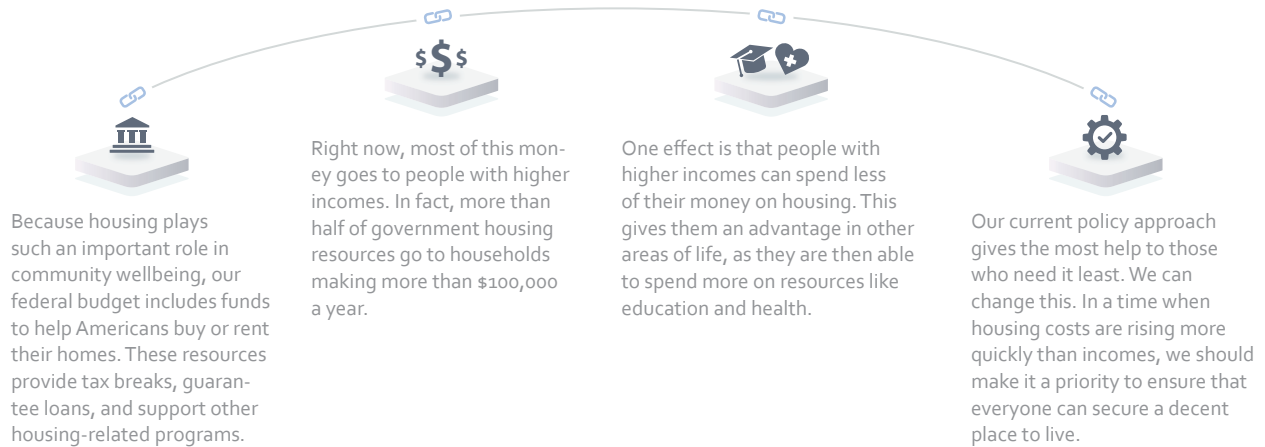 Because housing plays
such an important role in
community wellbeing, our
federal budget includes funds
to help Americans buy or rent
their homes. These resources
provide tax breaks, guaran-
tee loans, and support other
housing-related programs.
Right now, most of this mon-
ey goes to people with higher
incomes. In fact, more than
half of government housing
resources go to households
making more than $100,000
a year.
One effect is that people with
higher incomes can spend less
of their money on housing. This
gives them an advantage in other
areas of life, as they are then able
to spend more on resources like
education and health.
Our current policy approach
gives the most help to those
who need it least. We can
change this. In a time when
housing costs are rising more
quickly than incomes, we should
make it a priority to ensure that
everyone can secure a decent
place to live.